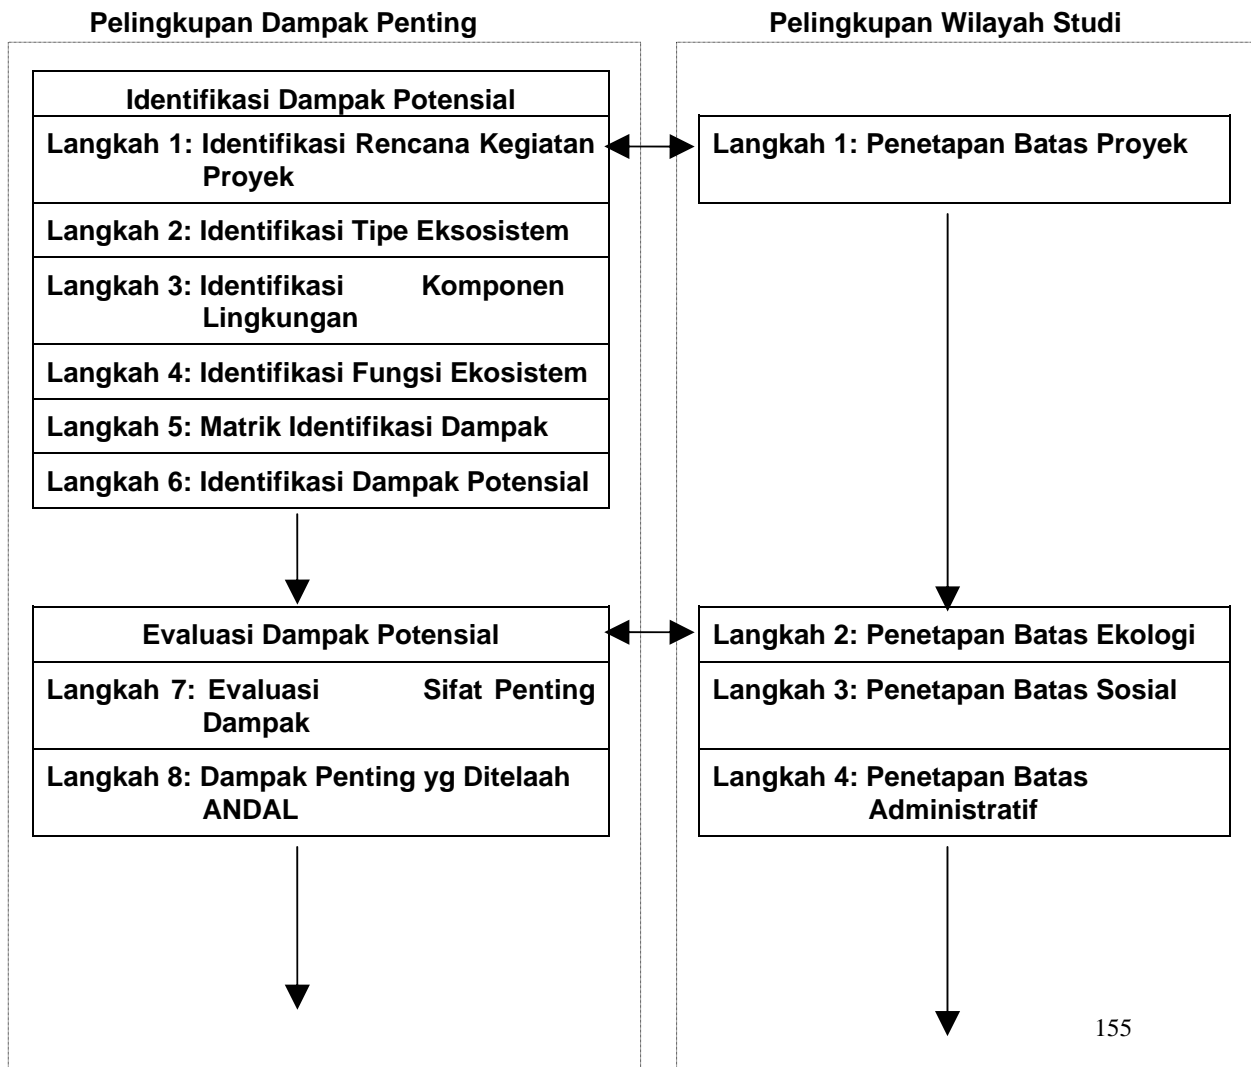 Pelingkupan Dampak Penting
Identifikasi Dampak Potensial
Langkah 1: Identifikasi Rencana Kegiatan
Proyek
Langkah 2: Identifikasi Tipe Eksosistem
Langkah 3: Identifikasi Komponen
Lingkungan
Langkah 4: Identifikasi Fungsi Ekosistem
Langkah 5: Matrik Identifikasi Dampak
Langkah 6: Identifikasi Dampak Potensial
Evaluasi Dampak Potensial
Langkah 7: Evaluasi Sifat Penting
Dampak
Langkah 8: Dampak Penting yg Ditelaah
ANDAL
Pelingkupan Wilayah Studi
Langkah 1: Penetapan Batas Proyek
Langkah 2: Penetapan Batas Ekologi
Langkah 3: Penetapan Batas Sosial
Langkah 4: Penetapan Batas
Administratif
155